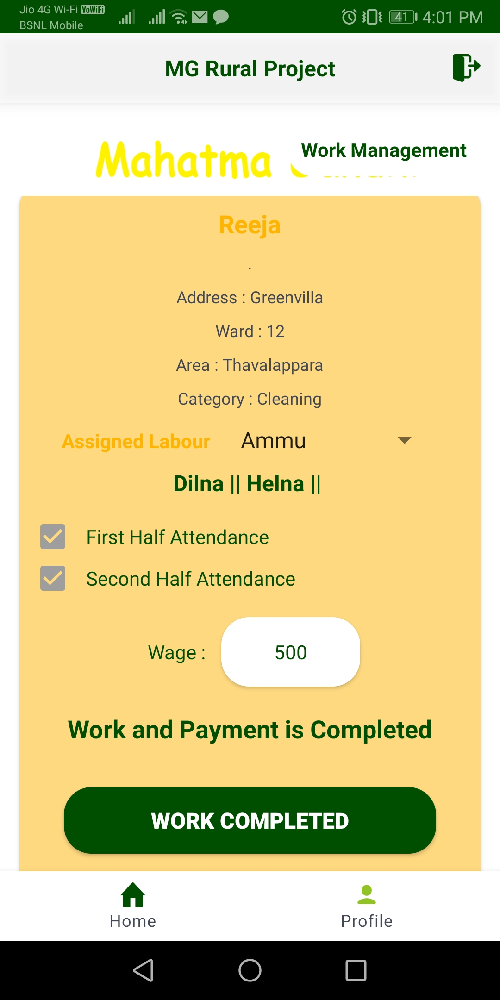 Jio 4G Wi-Fi VoWiFi
BSNL Mobile
41 4:01 PM
MG Rural Project
Work Management
Mahatma
Reeja
.
Address : Greenvilla
Ward : 12
Area : Thavalappara
Category : Cleaning
Assigned Labour Ammu
Dilna || Helna ||
First Half Attendance
Second Half Attendance
Wage : 500
Work and Payment is Completed
WORK COMPLETED
Home Profile